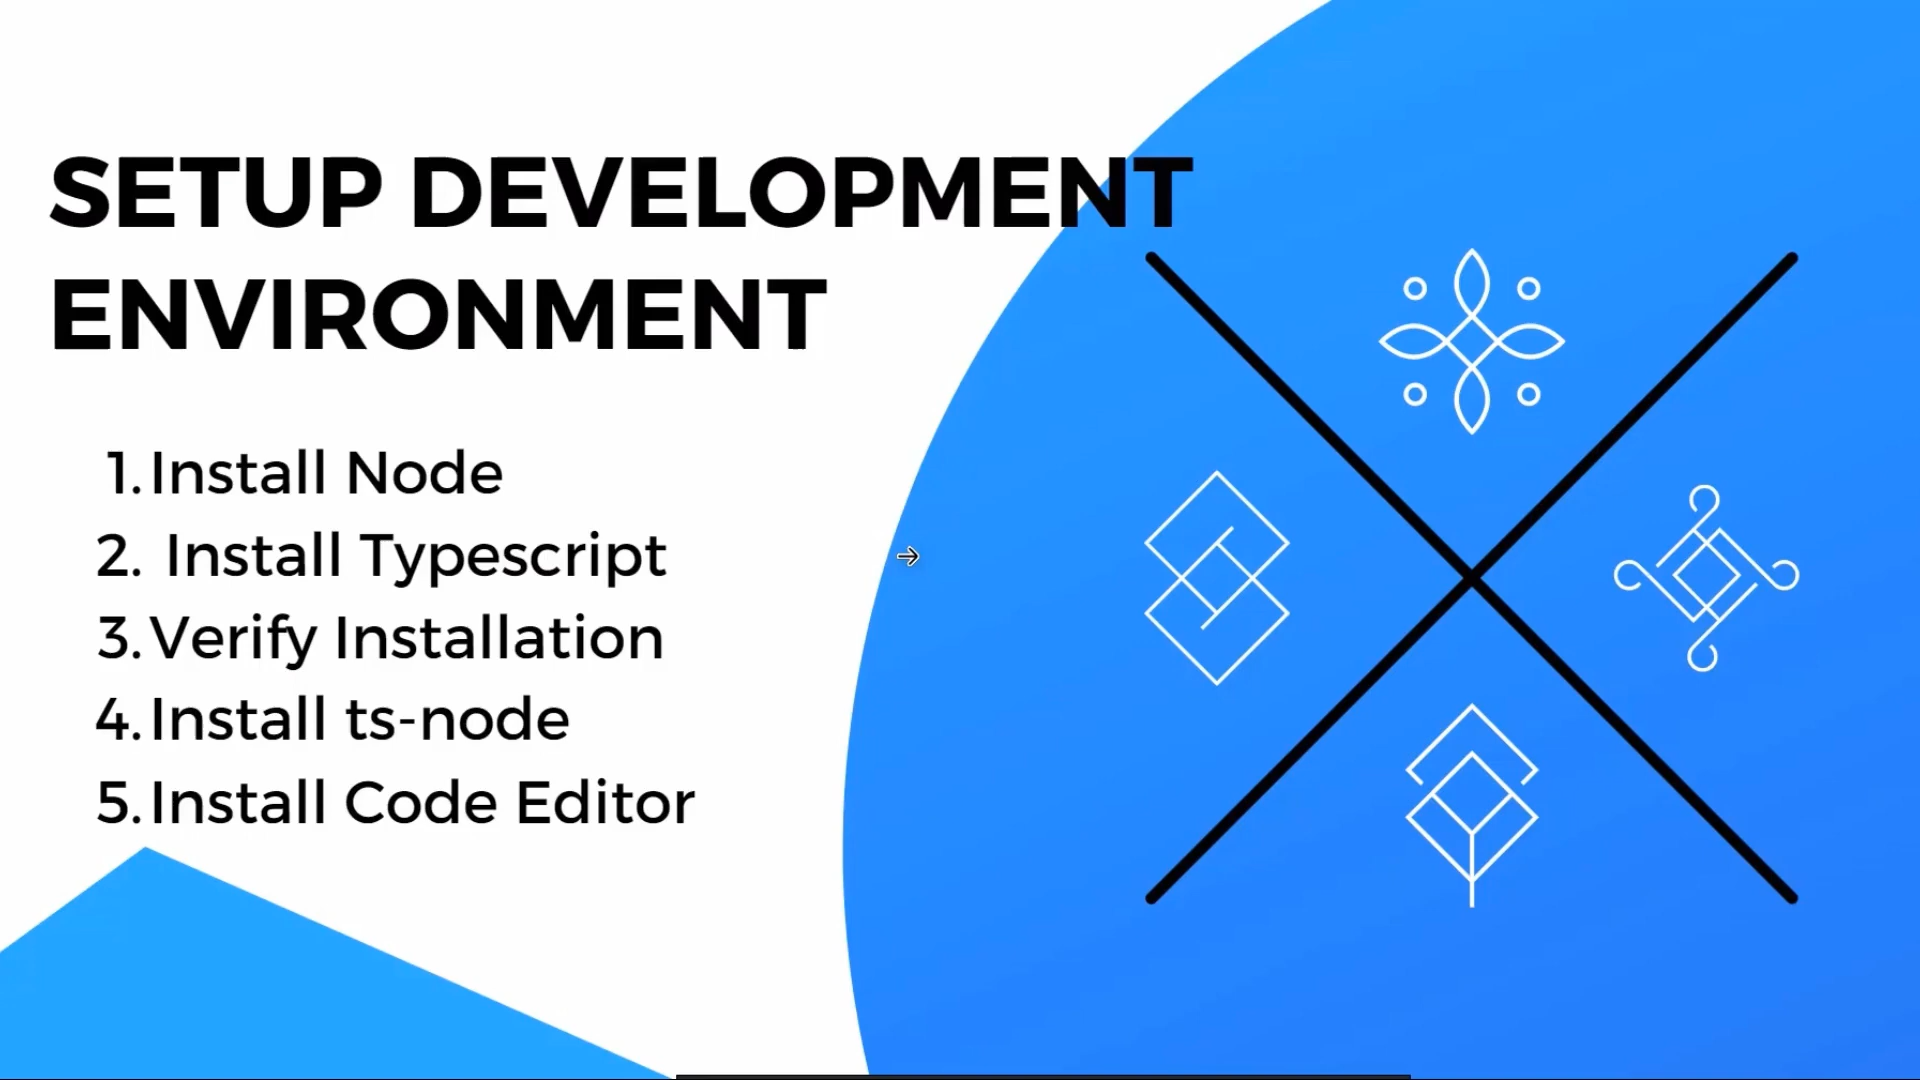 SETUP DEVELOPMENT
ENVIRONMENT
1. Install Node
2. Install Typescript
3. Verify Installation
4. Install ts-node
5. Install Code Editor